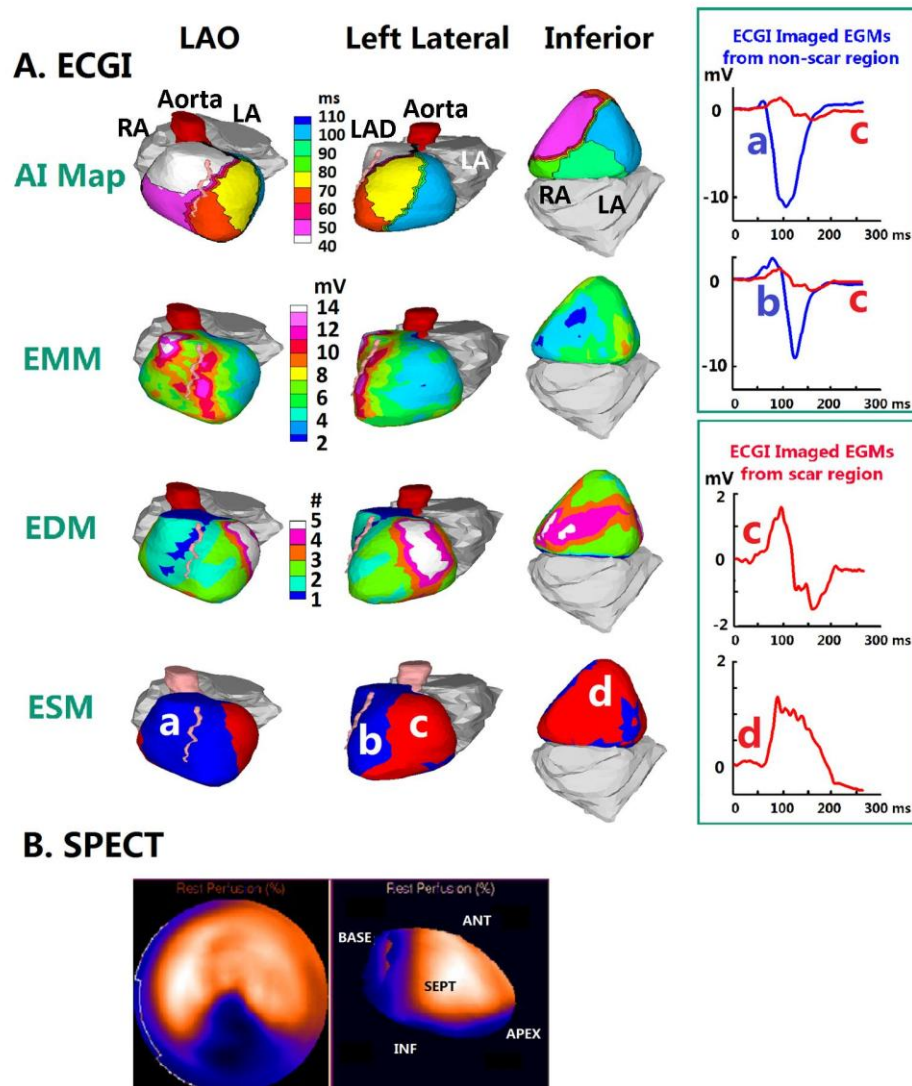 LAO Left Lateral Inferior
A. ECGI
Aorta
RA LA
ms
110
100
90
80
70
60
50
40
Aorta
LAD
LA
RA LA
AI Map
mV
14
12
10
8
6
4
2
EMM
#
5
4
3
2
1
EDM
a
b c
d
ESM
ECGI Imaged EGMs
from non-scar region
mV
0
-10
a c
0 100 200 300 ms
0
-10
b c
0 100 200 300 ms
ECGI Imaged EGMs
from scar region
mV
2
0
-2
c
0 100 200 300 ms
2
0
d
0 100 200 300 ms
B. SPECT
Rest Perfusion (%)
Rest Perfusion (%)
ANT
BASE
SEPT
APEX
INF